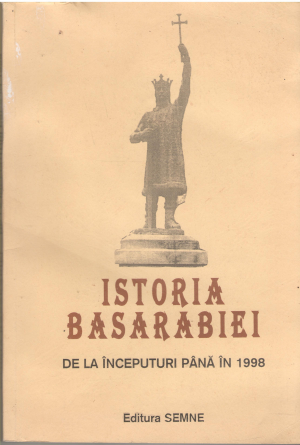 ISTORIA
BASARABIEI
DE LA ÎNCEPUTURI PÂNĂ ÎN 1998
Editura SEMNE